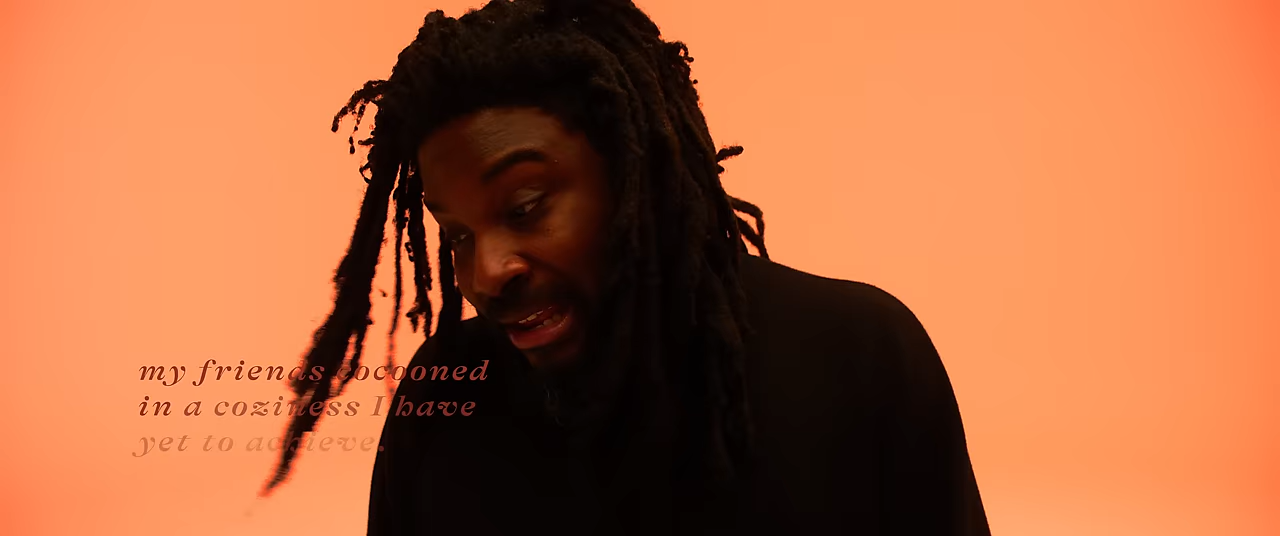 my friends cocooned
in a coziness I have
yet to achieve.